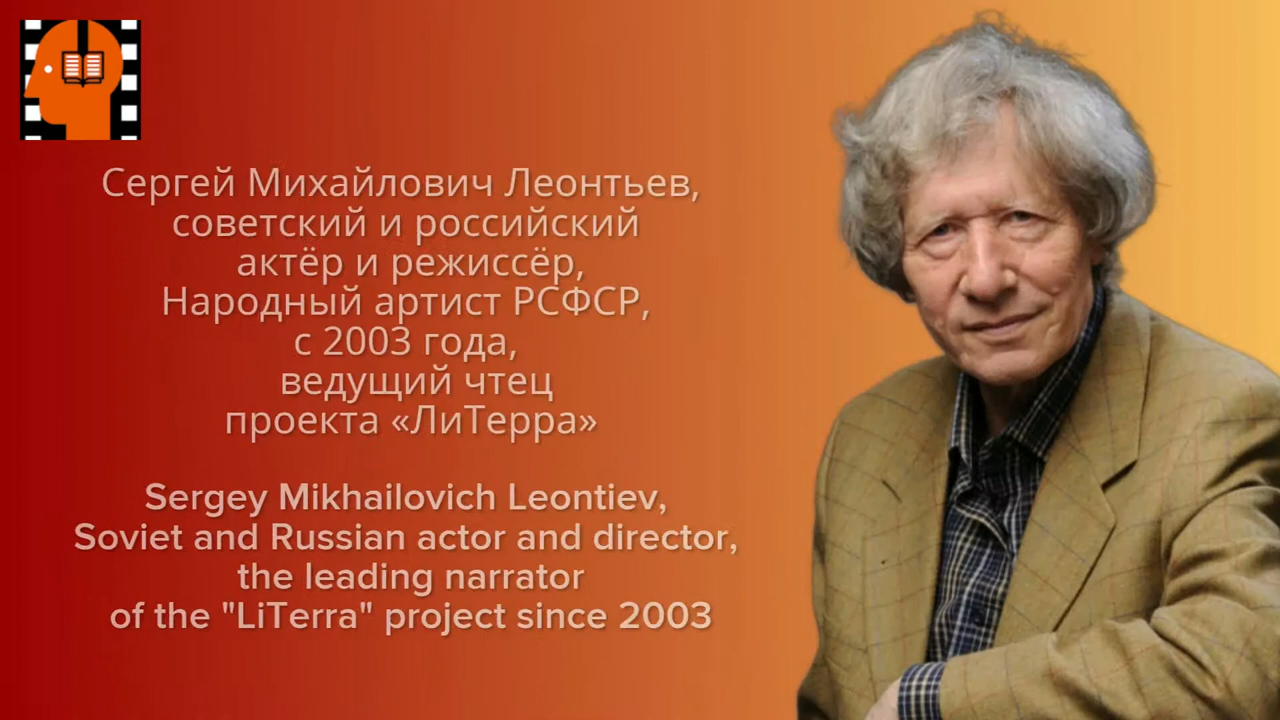 Сергей Михайлович Леонтьев,
советский и российский
актёр и режиссёр,
Народный артист РСФСР,
с 2003 года,
ведущий чтец
проекта «ЛиТерра»
Sergey Mikhailovich Leontiev,
Soviet and Russian actor and director,
the leading narrator
of the "LiTerra" project since 2003